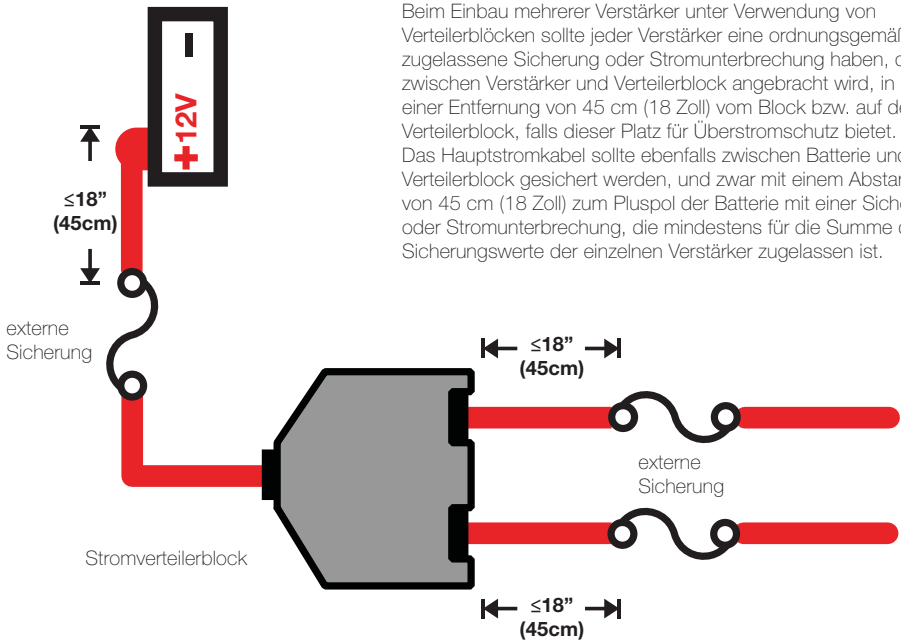 Beim Einbau mehrerer Verstärker unter Verwendung von
Verteilerblöcken sollte jeder Verstärker eine ordnungsgemäß
zugelassene Sicherung oder Stromunterbrechung haben,
zwischen Verstärker und Verteilerblock angebracht wird, in
einer Entfernung von 45 cm (18 Zoll) vom Block bzw. auf
Verteilerblock, falls dieser Platz für Überstromschutz bietet.
Das Hauptstromkabel sollte ebenfalls zwischen Batterie und
Verteilerblock gesichert werden, und zwar mit einem
von 45 cm (18 Zoll) zum Pluspol der Batterie mit einer
oder Stromunterbrechung, die mindestens für die Summe
Sicherungswerte der einzelnen Verstärker zugelassen ist.
– +12V
≤18”
(45cm)
externe
Sicherung
≤18”
(45cm)
externe
Sicherung
Stromverteilerblock
≤18”
(45cm)